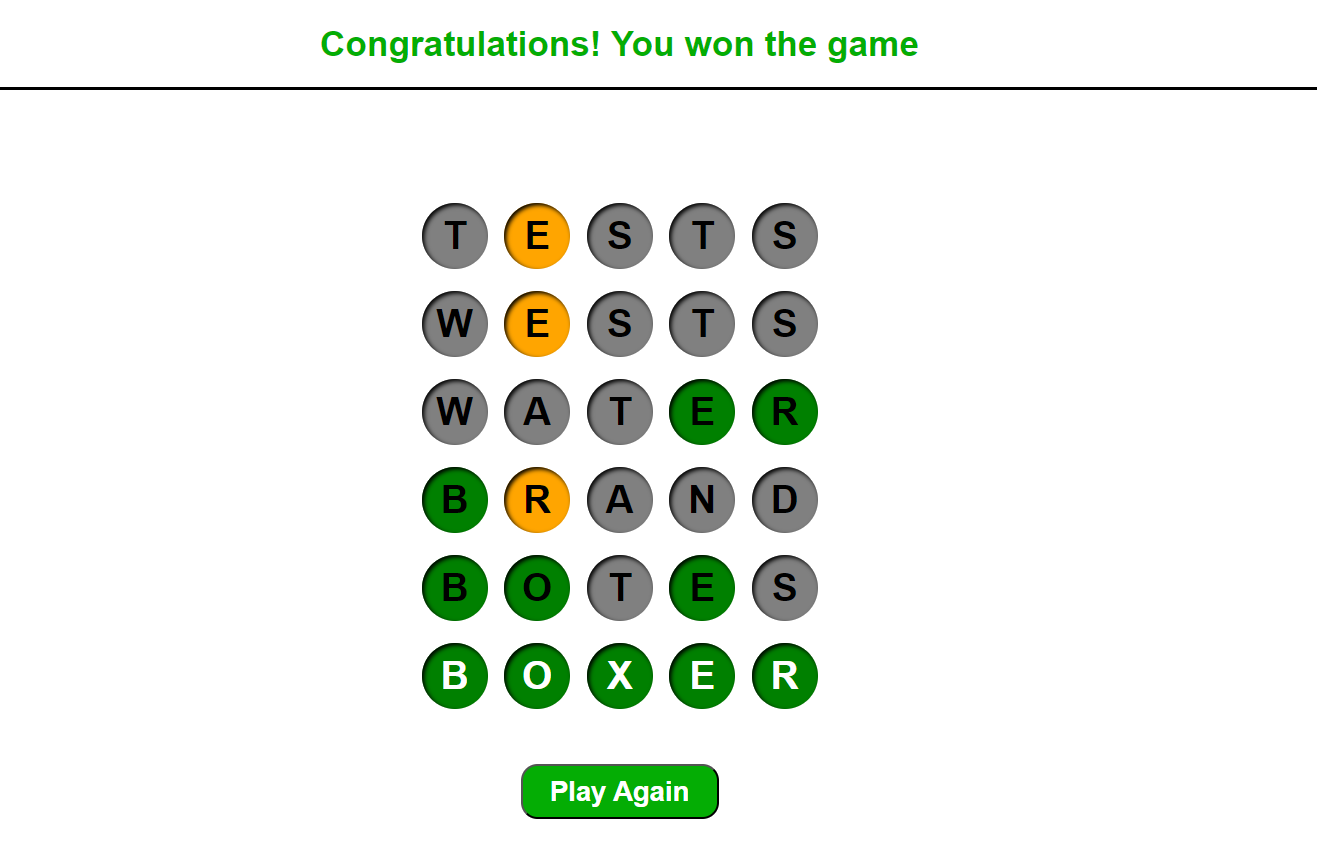 Congratulations! You won the game
T E S T S
W E S T S
W A T E R
B R A N D
B O T E S
B O X E R
Play Again